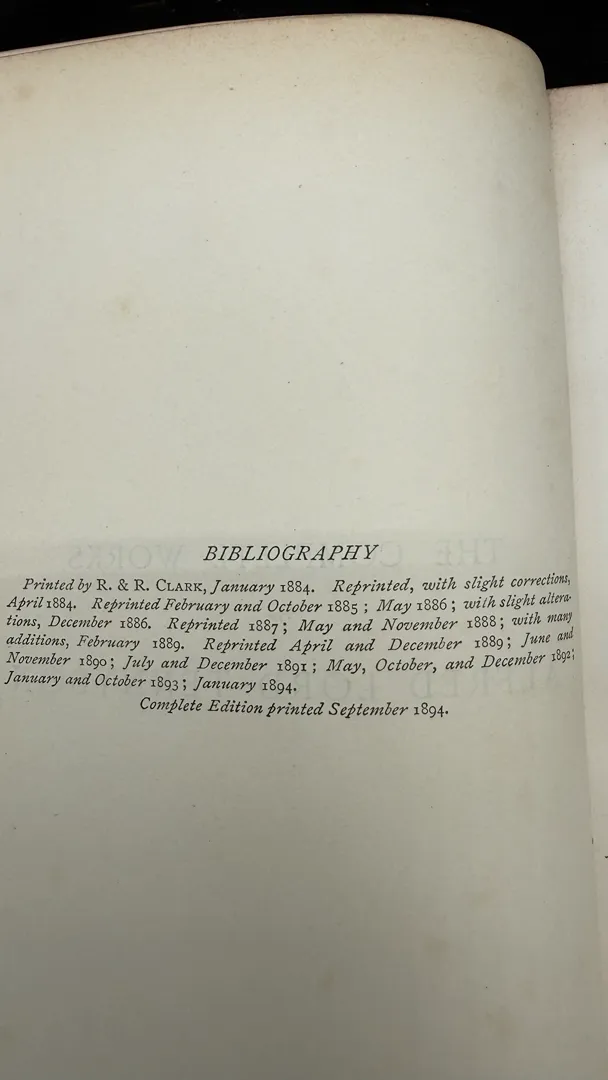 BIBLIOGRAPHY
Printed by R. & R. CLARK, January 1884. Reprinted, with slight corrections,
April 1884. Reprinted February and October 1885; May 1886; with slight altera-
tions, December 1886. Reprinted 1887; May and November 1888; with many
additions, February 1889. Reprinted April and December 1889; June and
November 1890; July and December 1891; May, October, and December 1892;
January and October 1893; January 1894.
Complete Edition printed September 1894.